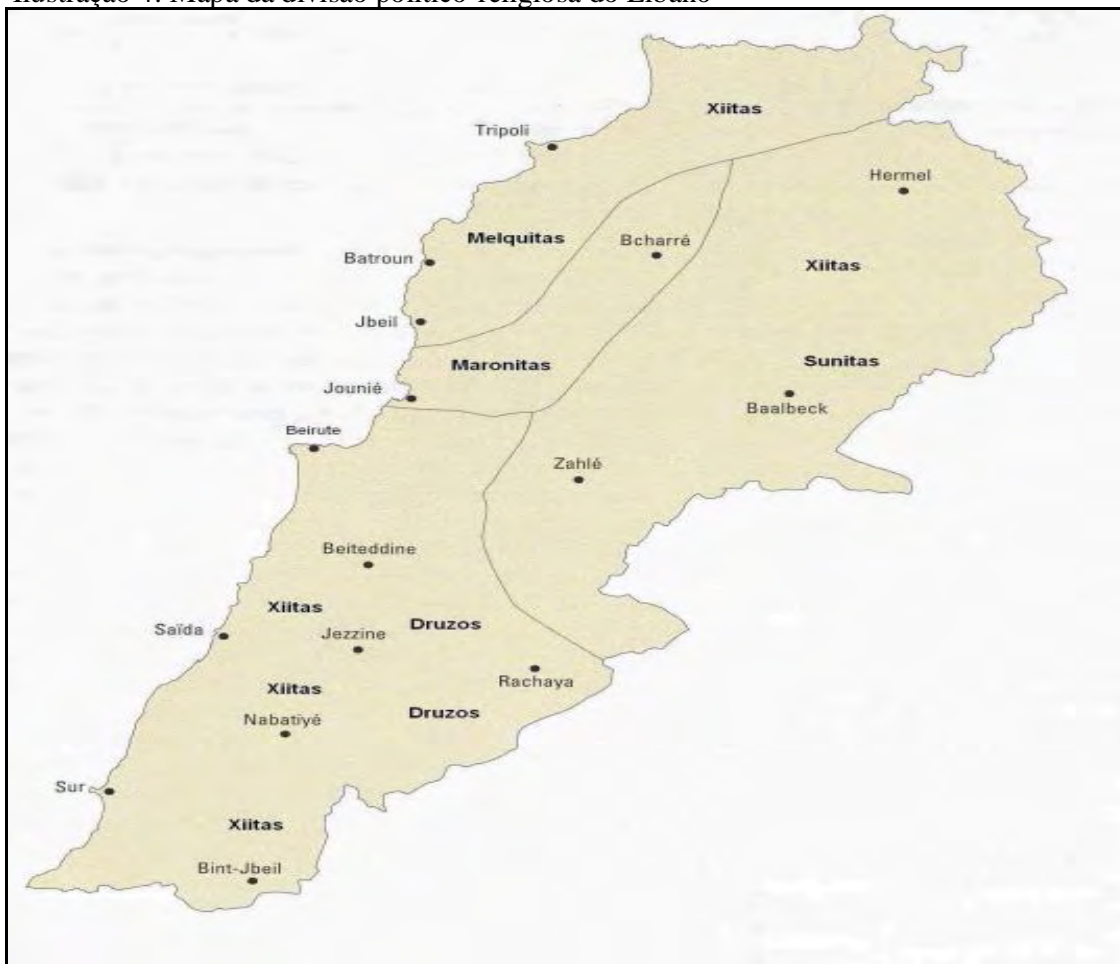 Ilustração 4: Mapa da divisão político-religiosa do Líbano
Xiitas
Tripoli
Hermel
Melquitas
Bcharré
Batroun
Xiitas
Jbeil
Maronitas
Sunitas
Jounié
Baalbeck
Beirute
Zahlé
Beiteddine
Xiitas
Druzos
Saïda
Jezzine
Rachaya
Xiitas
Druzos
Nabatiyé
Sur
Xiitas
Bint-Jbeil